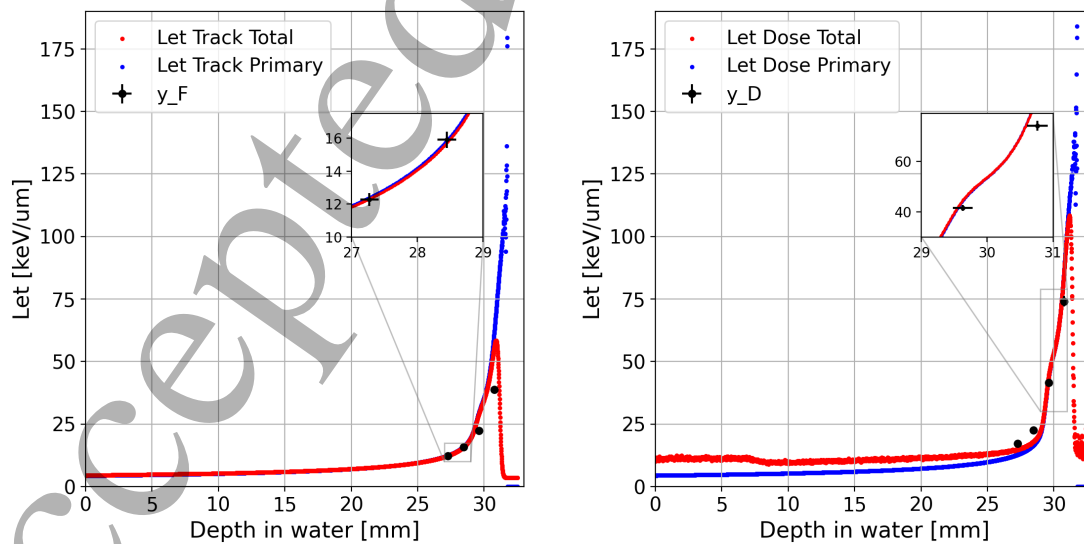 Accepted
Let Track Total
Let Track Primary
y_F
Let [keV/um]
175
150
125
100
75
50
25
0
16
14
12
10
27 28 29
0 5 10 15 20 25 30
Depth in water [mm]
Let Dose Total
Let Dose Primary
y_D
Let [keV/um]
175
150
125
100
75
50
25
0
60
40
29 30 31
0 5 10 15 20 25 30
Depth in water [mm]